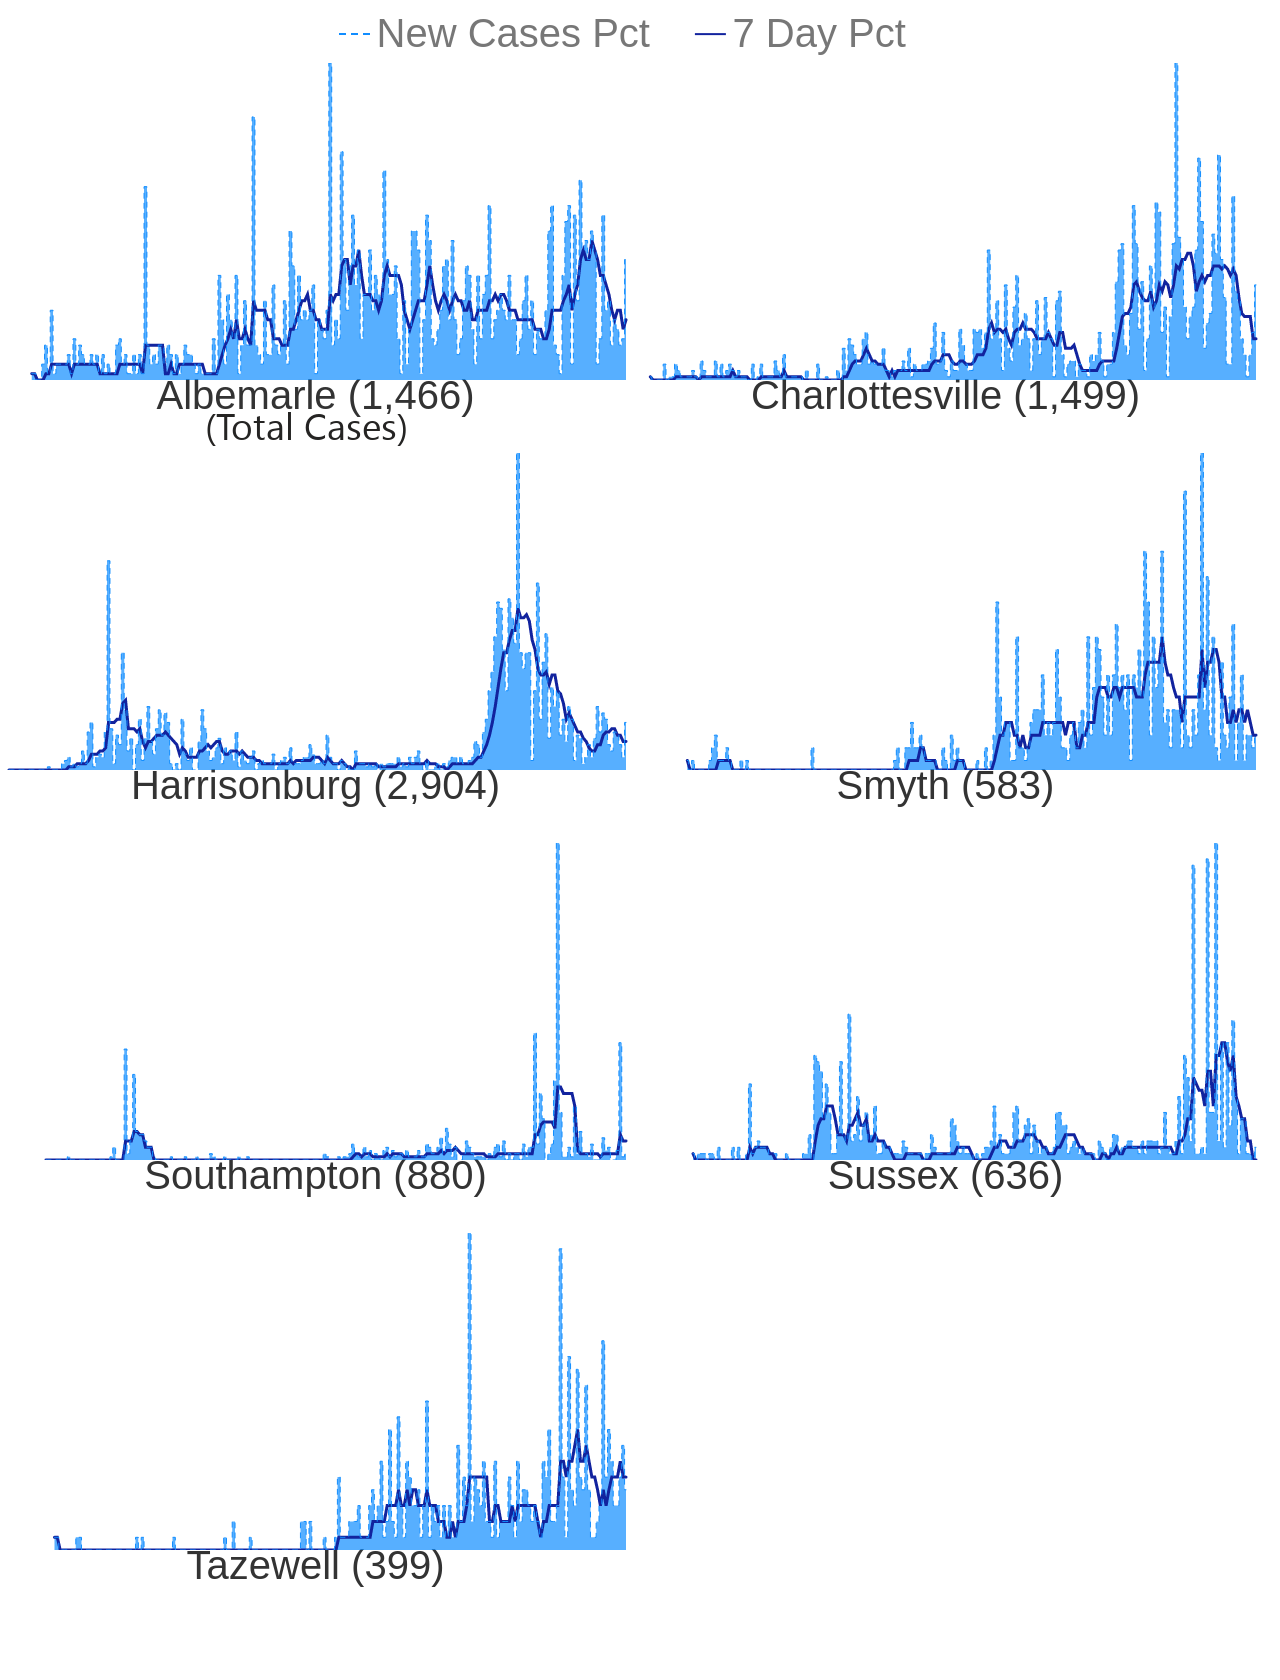 New Cases Pct 7 Day Pct
Albemarle (1,466) Charlottesville (1,499)
(Total Cases)
Harrisonburg (2,904) Smyth (583)
Southampton (880) Sussex (636)
Tazewell (399)